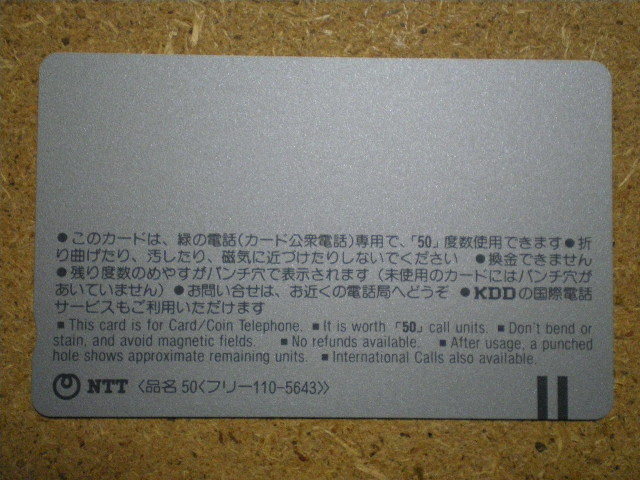 ●このカードは、緑の電話(カード公衆電話)専用で、「50」度数使用できます●折
り曲げたり、汚したり、磁気に近づけたりしないでください ●換金できません
●残り度数のめやすがパンチ穴で表示されます(未使用のカードにはパンチ穴が
あいていません) ●お問い合せは、お近くの電話局へどうぞ ●KDDの国際電話
サービスもご利用いただけます
■ This card is for Card/Coin Telephone. ■ It is worth 「50」 call units. ■ Don't bend or
stain, and avoid magnetic fields. ■ No refunds available. ■ After usage, a punched
hole shows approximate remaining units. ■ International Calls also available.
NTT 〈品名 50〈フリー110-5643〉〉